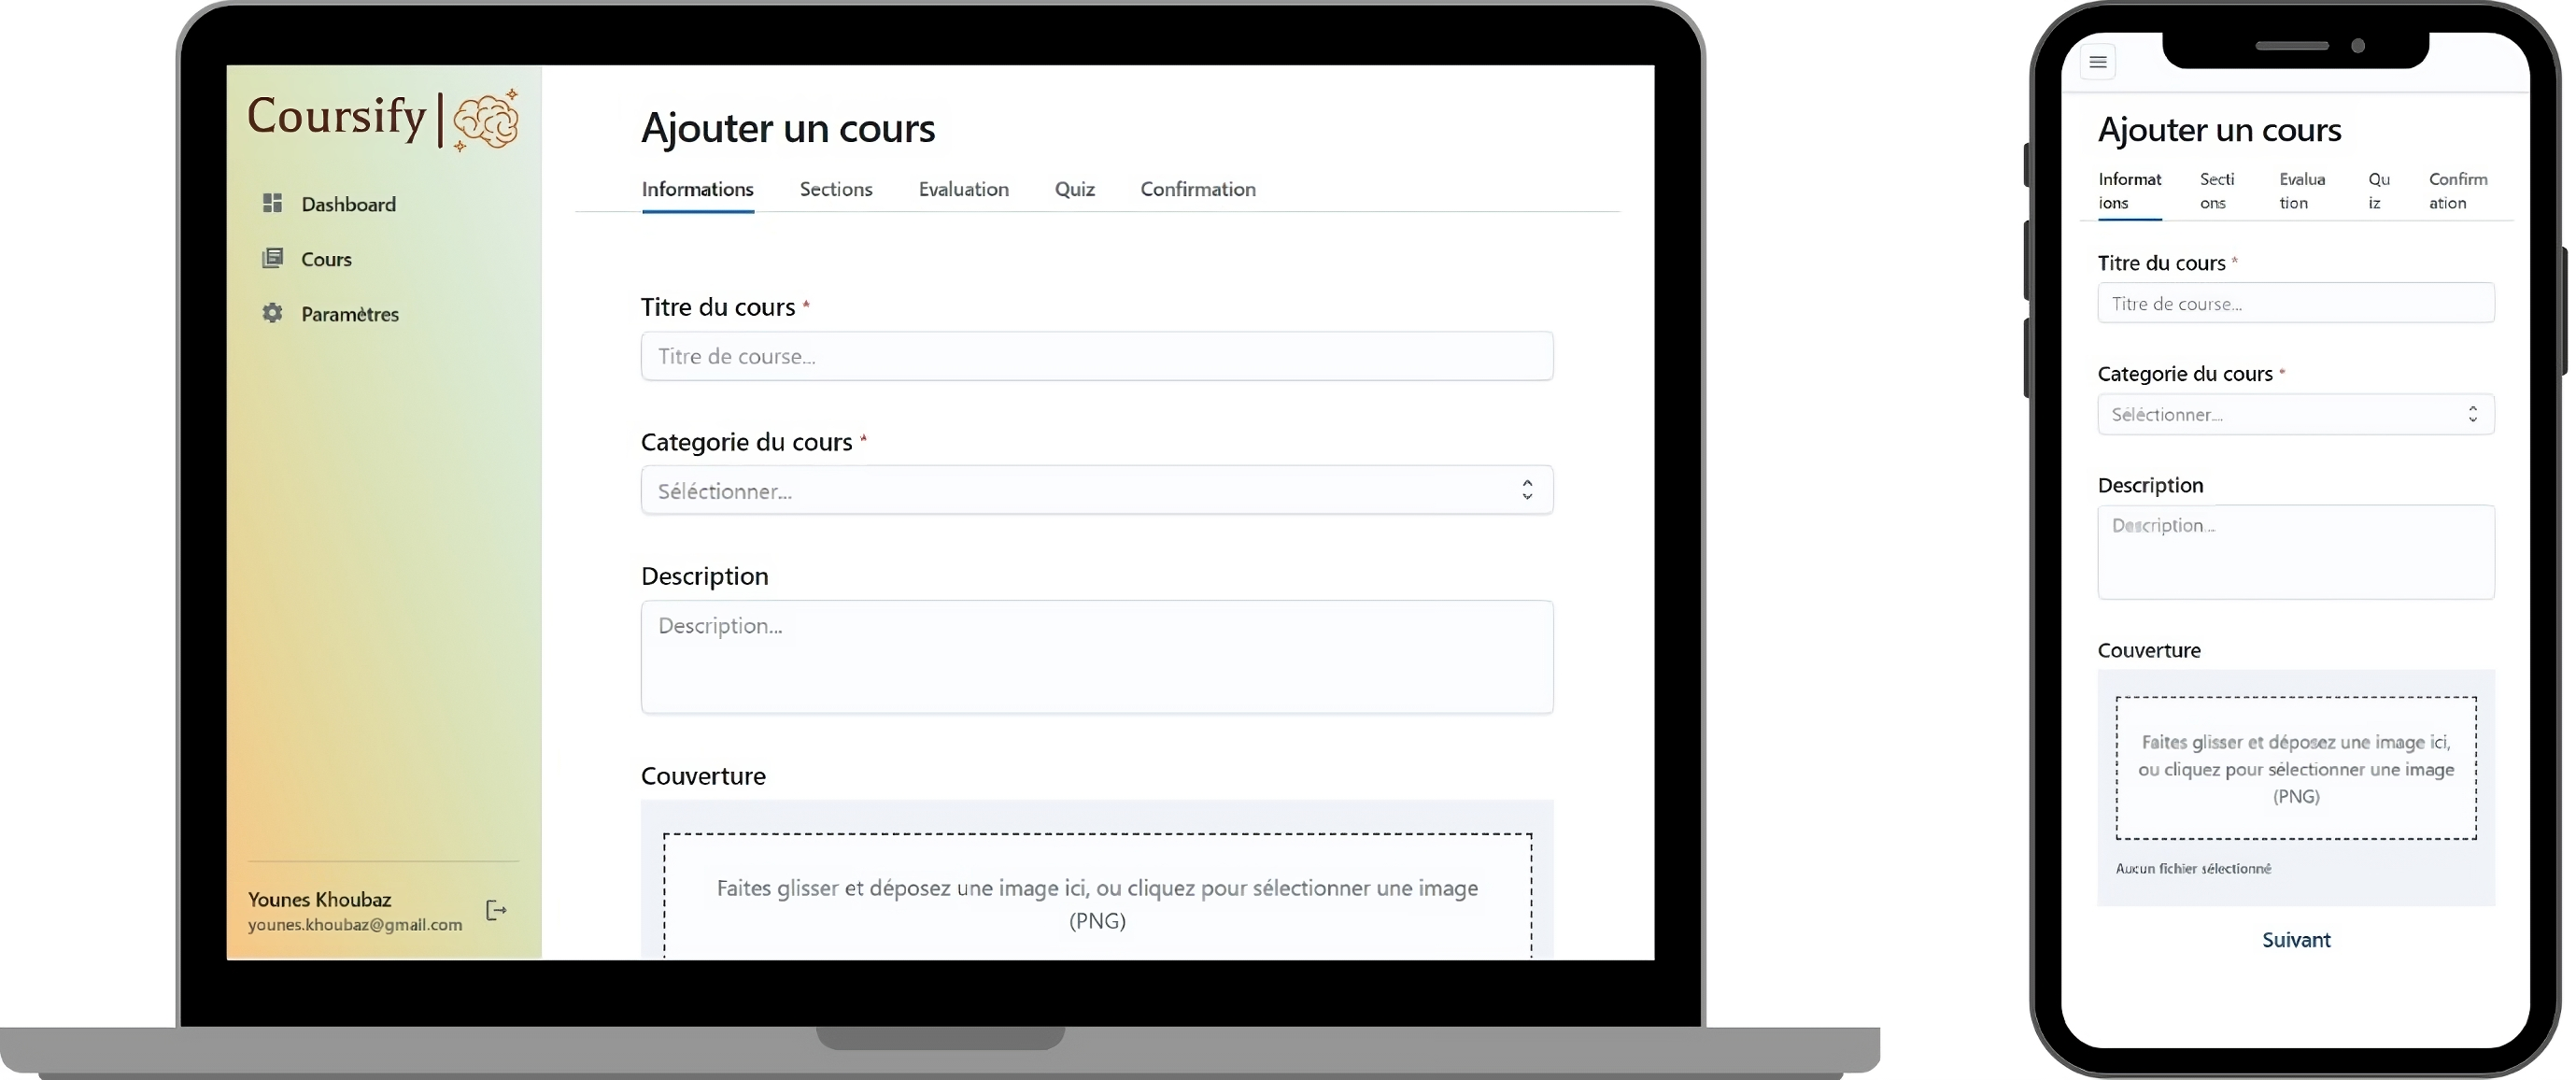 Coursify
Dashboard
Cours
Paramètres
Younes Khoubaz
younes.khoubaz@gmail.com
Ajouter un cours
Informations Sections Evaluation Quiz Confirmation
Titre du cours *
Titre de course...
Categorie du cours *
Séléctionner...
Description
Description...
Couverture
Faites glisser et déposez une image ici, ou cliquez pour sélectionner une image
(PNG)
Ajouter un cours
Informat Secti Evalua Qu Confirm
ions ons tion iz ation
Titre du cours *
Titre de course...
Categorie du cours *
Séléctionner...
Description
Description...
Couverture
Faites glisser et déposez une image ici,
ou cliquez pour sélectionner une image
(PNG)
Aucun fichier sélectionné
Suivant